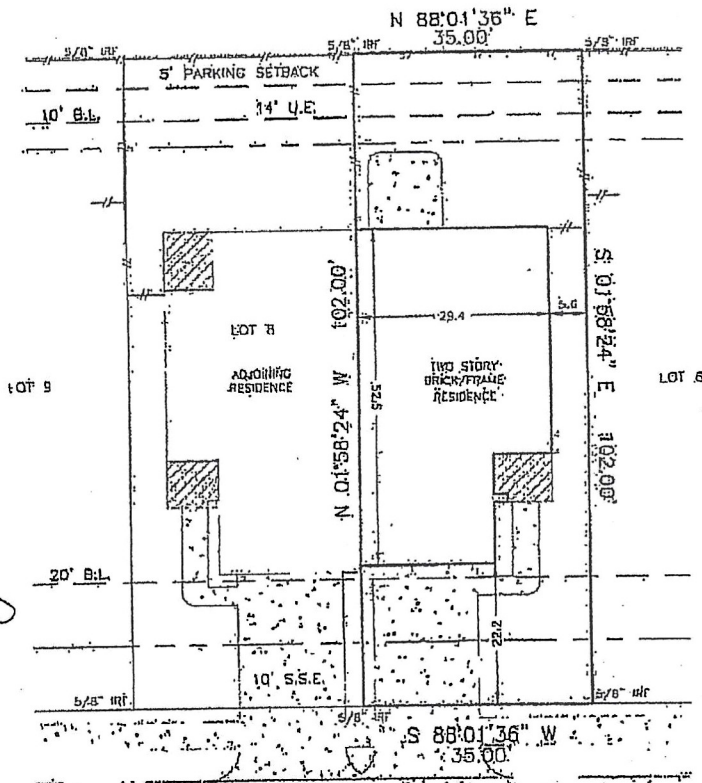 N 88°01'36" E
35.00'
5/8" IRF
5/8" IRF
5/8" IRF
5' PARKING SETBACK
10' B.L.
14' U.E.
N 01°58'24" W 102.00'
S 01°58'24" E 102.00'
29.4
5.6
LOT 8
ADJOINING
RESIDENCE
TWO STORY
BRICK/FRAME
RESIDENCE
52.5
LOT 9
LOT 6
20' B.L.
22.2
10' S.S.E.
5/8" IRF
5/8" IRF
5/8" IRF
S 88°01'36" W
35.00'